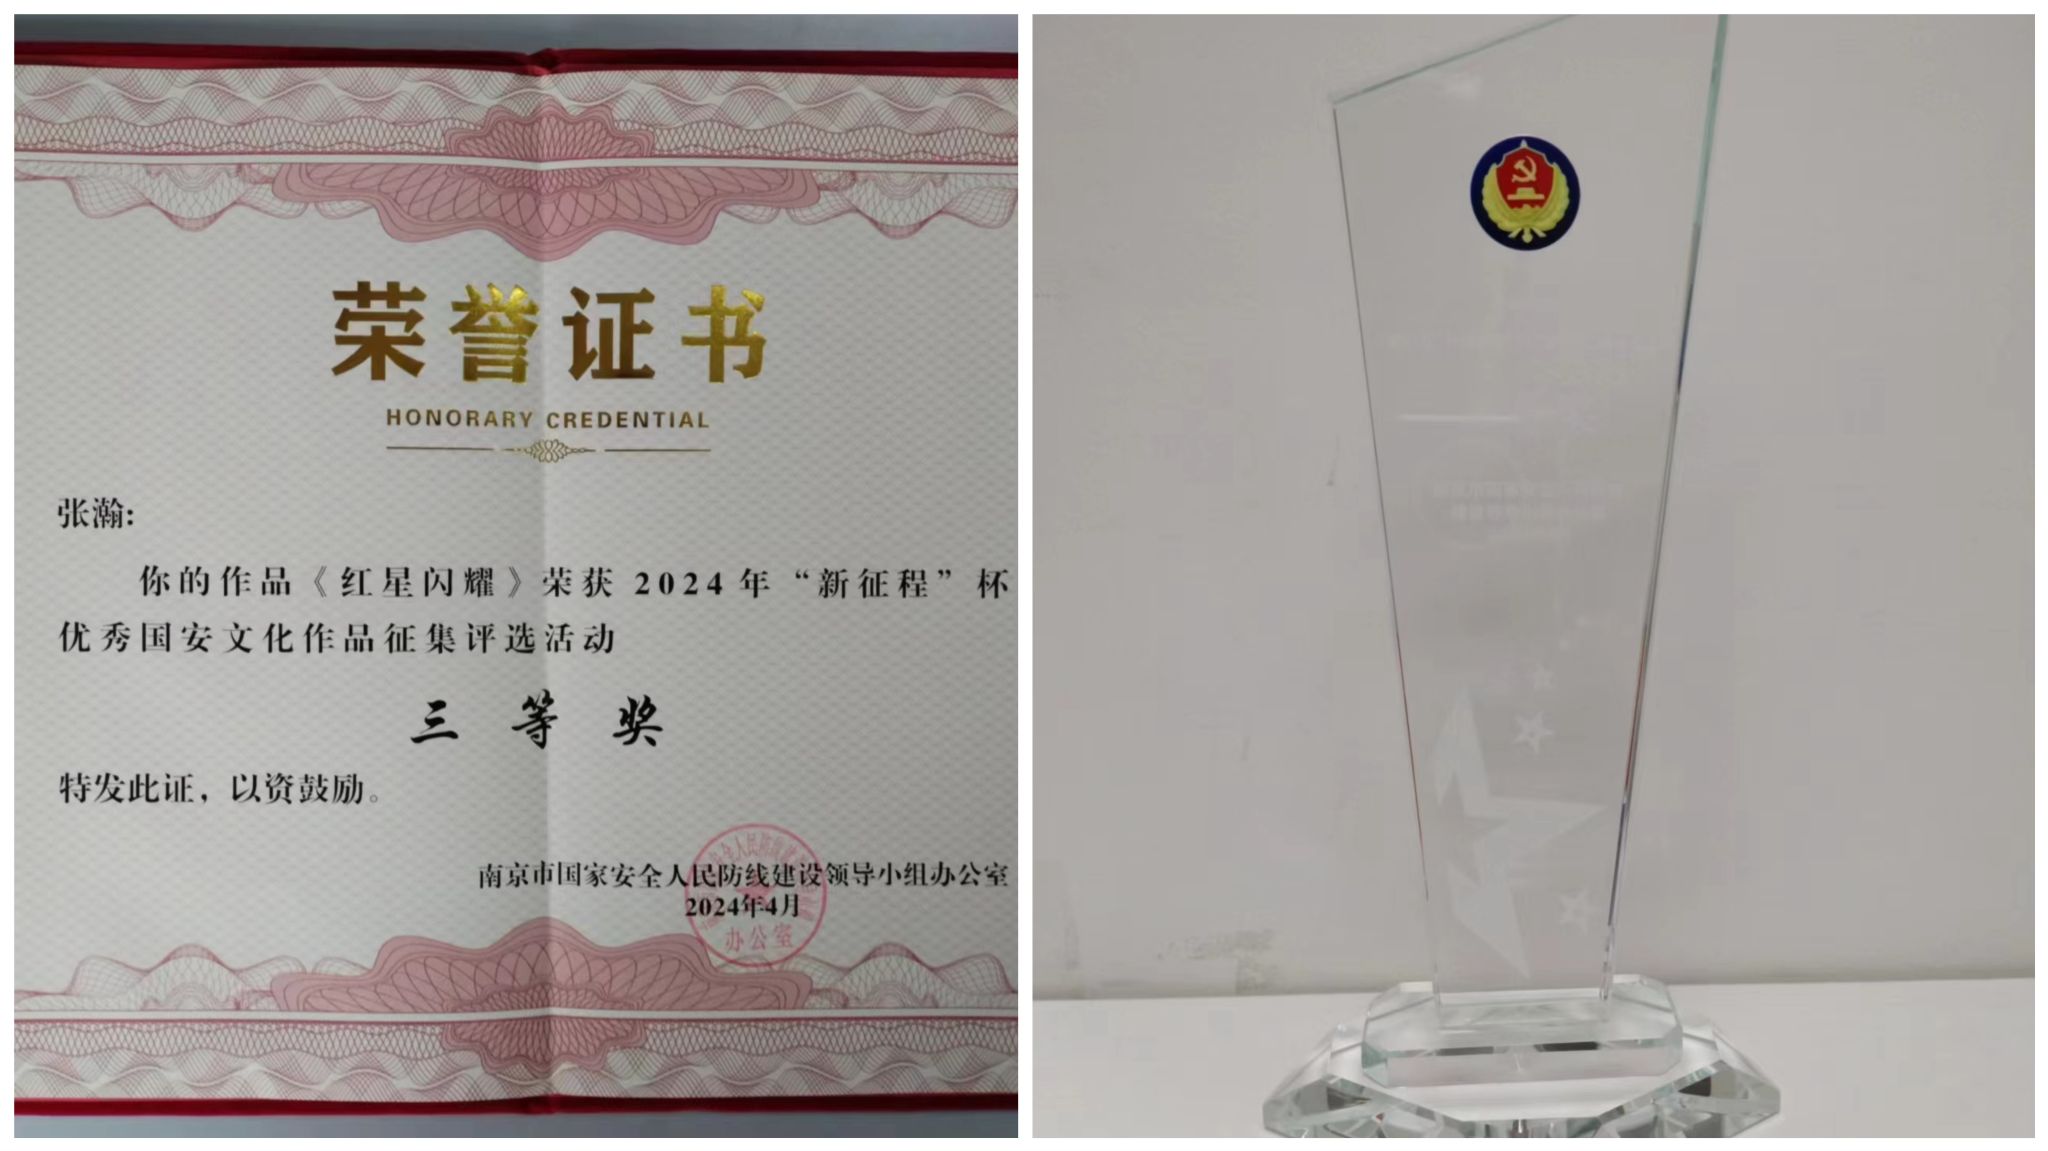 荣誉证书
HONORARY CREDENTIAL
张瀚:
你的作品《红星闪耀》荣获 2024 年“新征程”杯
优秀国安文化作品征集评选活动
三等奖
特发此证，以资鼓励。
南京市国家安全人民防线建设领导小组办公室
2024年4月
办公室